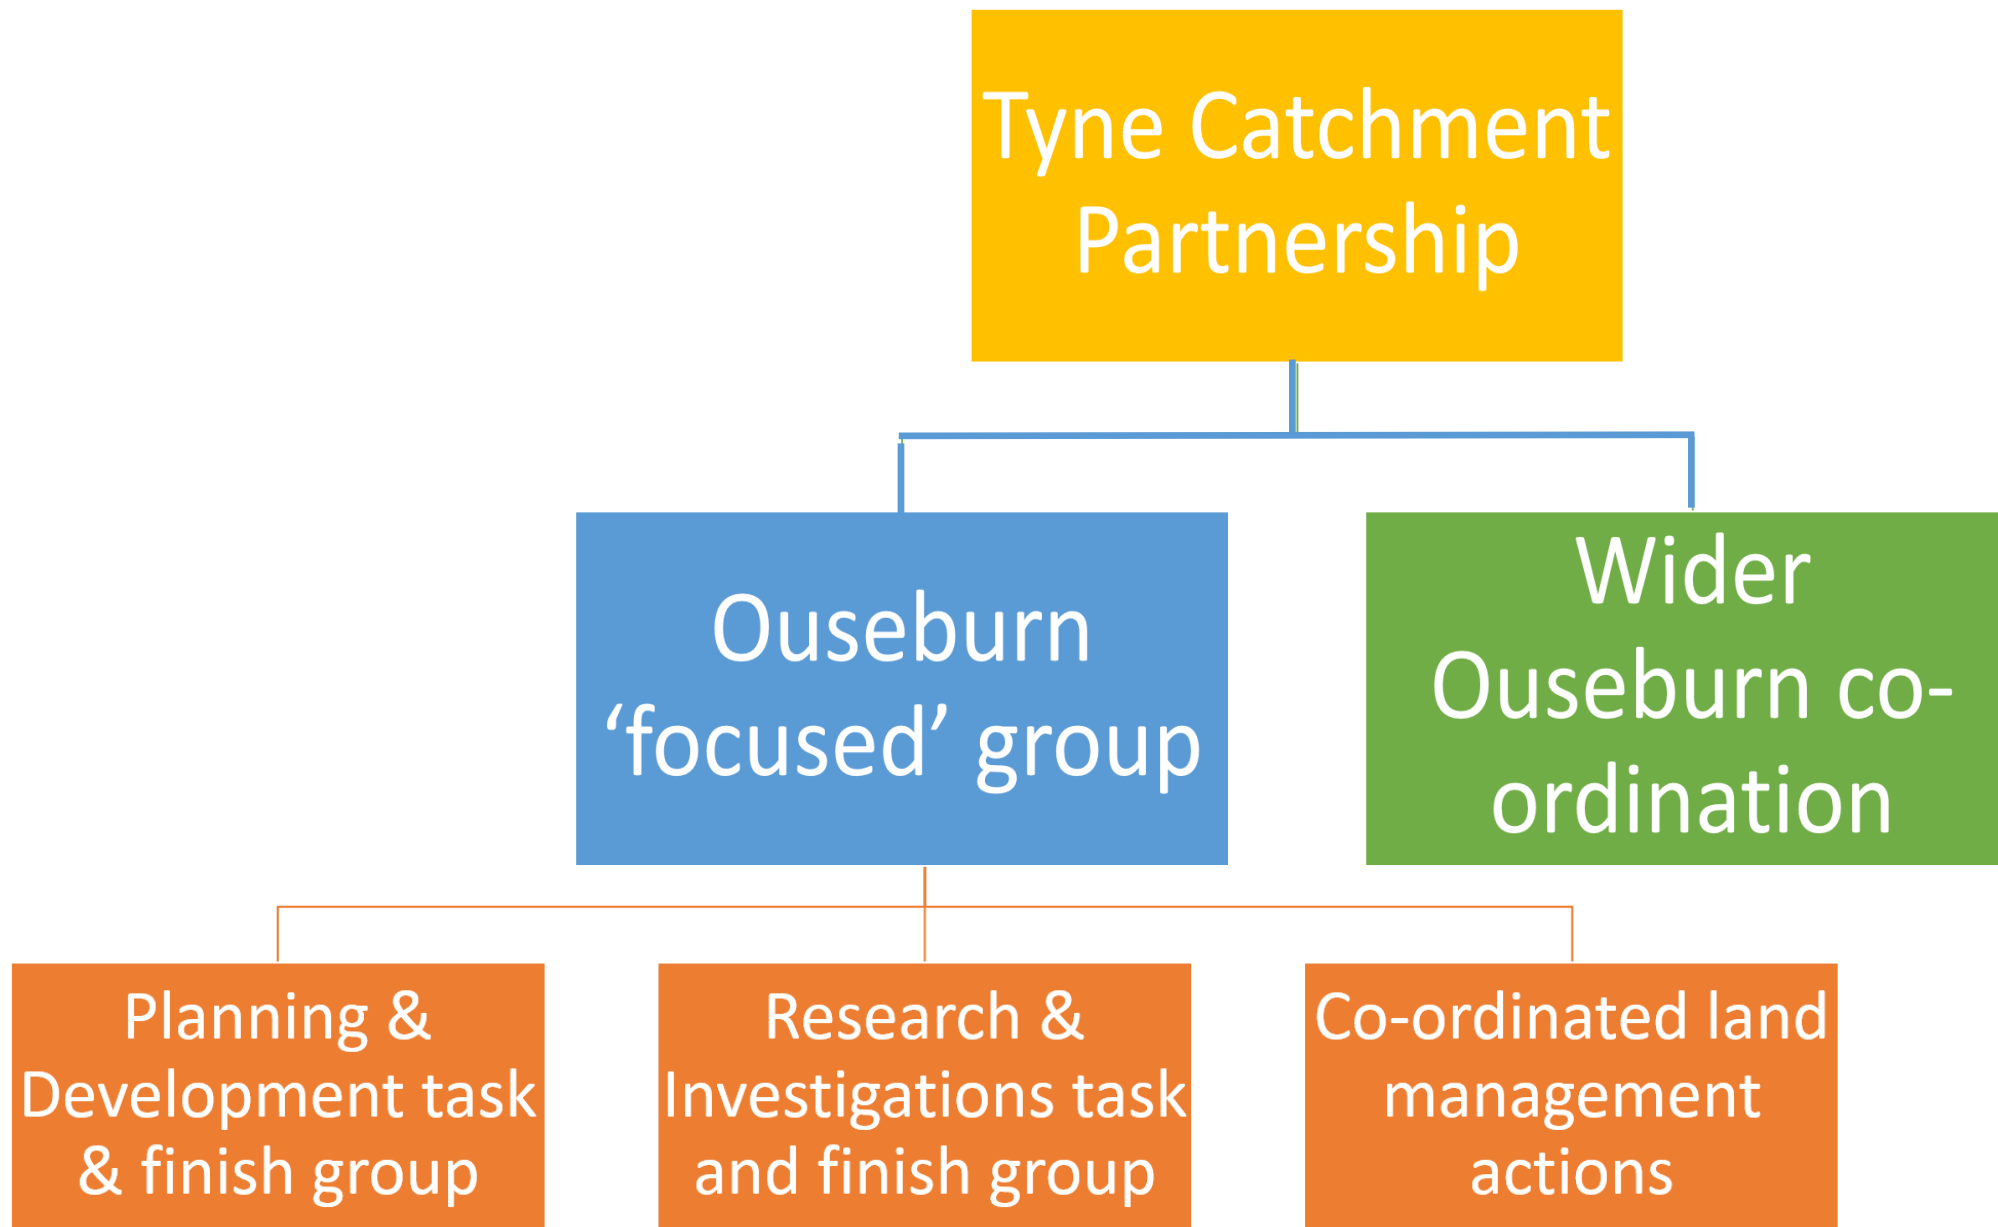 Tyne Catchment
Partnership
Ouseburn
‘focused’ group
Wider
Ouseburn co-
ordination
Planning &
Development task
& finish group
Research &
Investigations task
and finish group
Co-ordinated land
management
actions